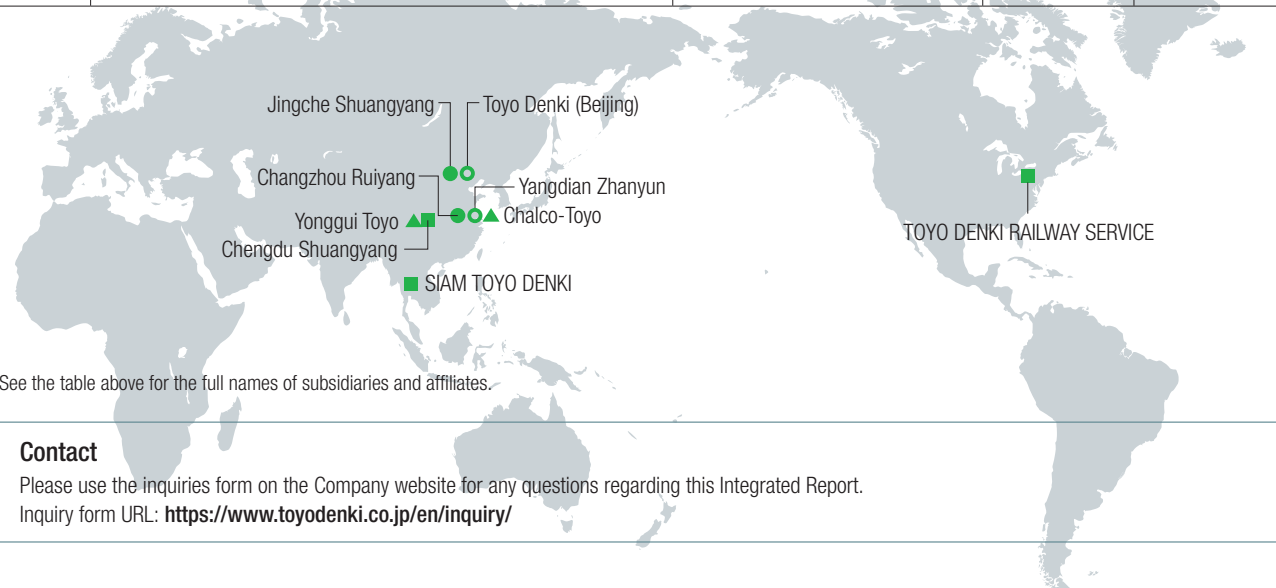 Jingche Shuangyang
Toyo Denki (Beijing)
Changzhou Ruiyang
Yangdian Zhanyun
Yonggui Toyo
Chalco-Toyo
Chengdu Shuangyang
TOYO DENKI RAILWAY SERVICE
SIAM TOYO DENKI
See the table above for the full names of subsidiaries and affiliates.
Contact
Please use the inquiries form on the Company website for any questions regarding this Integrated Report.
Inquiry form URL: https://www.toyodenki.co.jp/en/inquiry/